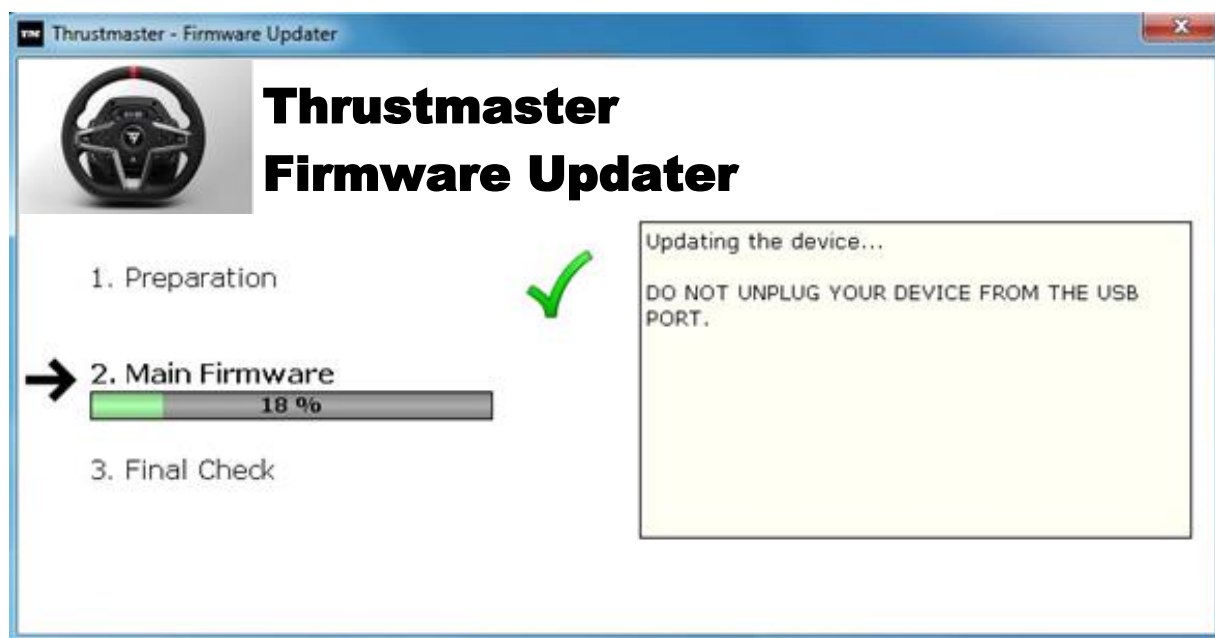 Thrustmaster - Firmware Updater
Thrustmaster
Firmware Updater
1. Preparation
2. Main Firmware
18 %
3. Final Check
Updating the device...
DO NOT UNPLUG YOUR DEVICE FROM THE USB
PORT.